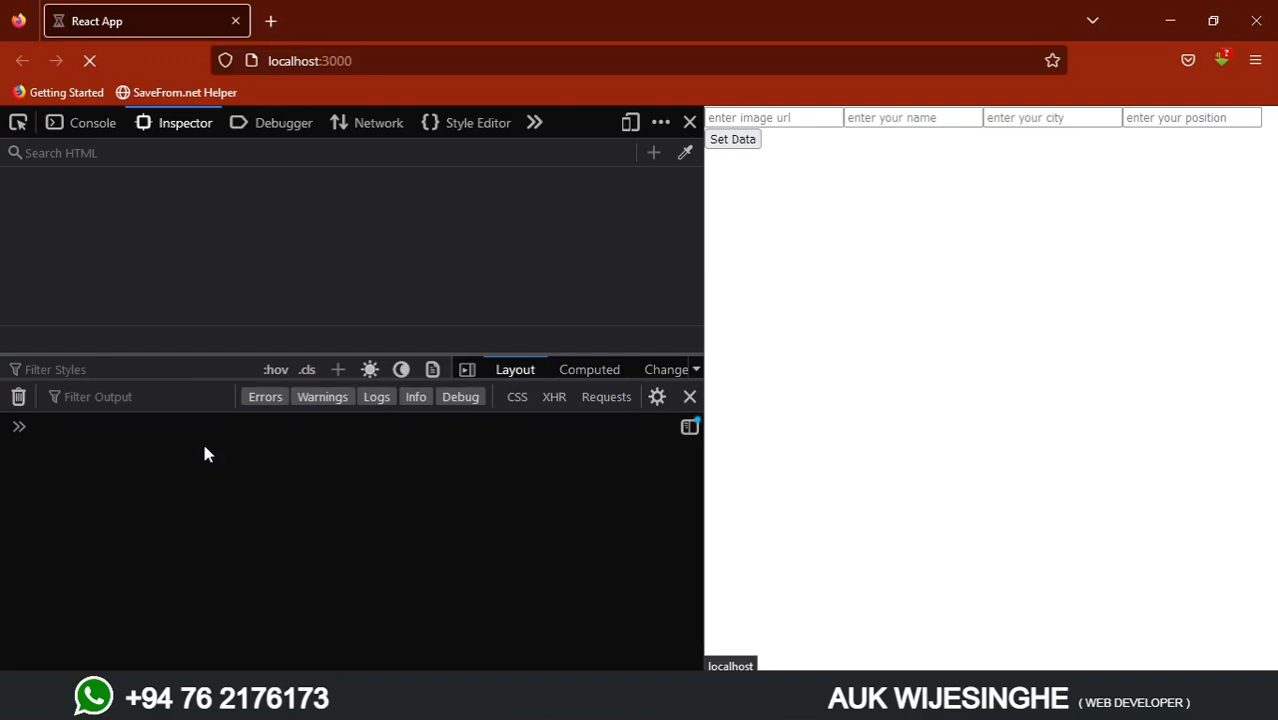 React App
localhost:3000
Getting Started SaveFrom.net Helper
?
Console Inspector Debugger Network Style Editor
Search HTML
enter image url enter your name enter your city enter your position
Set Data
Filter Styles :hov .cls Layout Computed Change
Filter Output Errors Warnings Logs Info Debug CSS XHR Requests
localhost
+94 76 2176173 AUK WIJESINGHE ( WEB DEVELOPER )